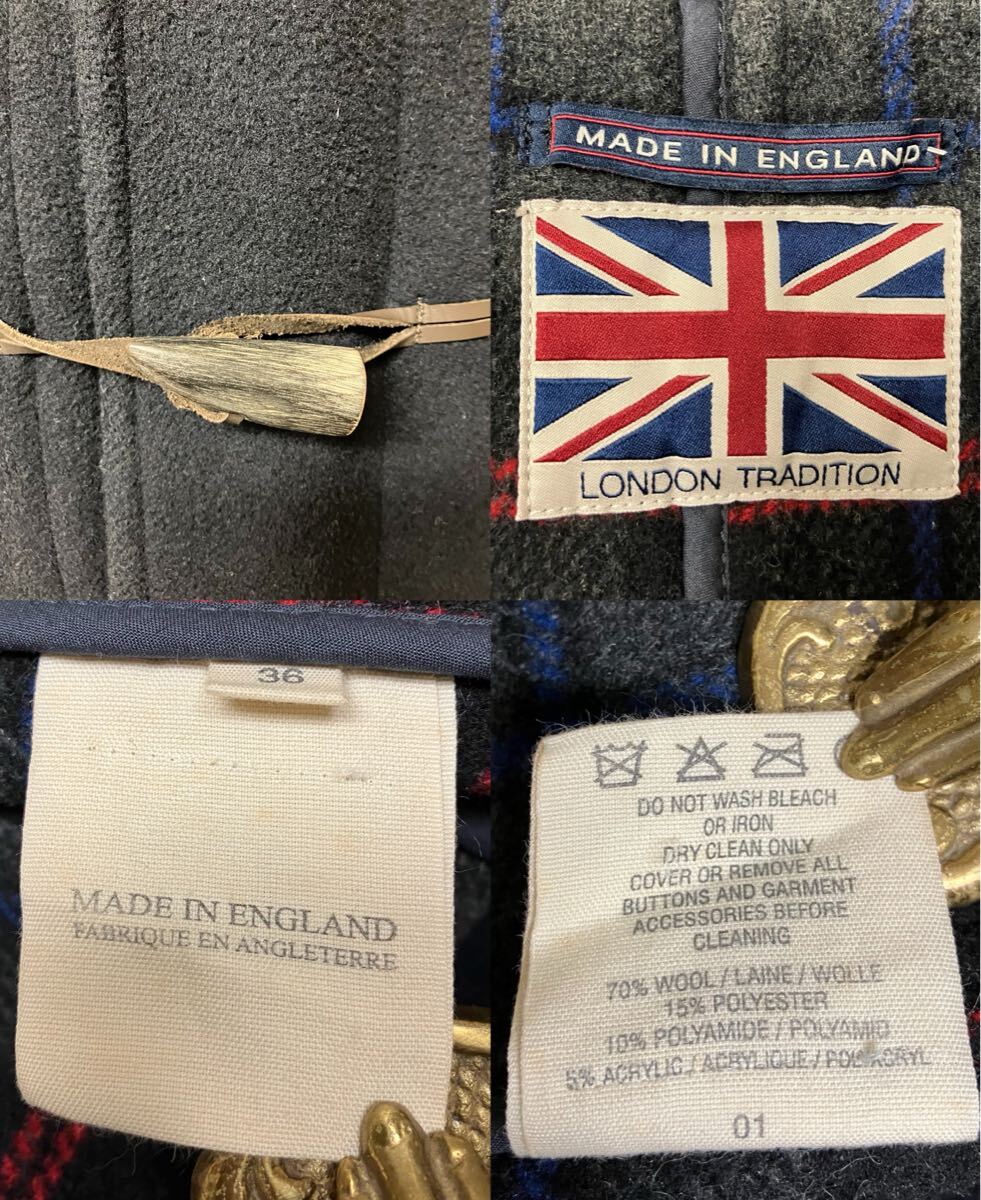 MADE IN ENGLAND
LONDON TRADITION
36
MADE IN ENGLAND
FABRIQUE EN ANGLETERRE
DO NOT WASH BLEACH
OR IRON
DRY CLEAN ONLY
COVER OR REMOVE ALL
BUTTONS AND GARMENT
ACCESSORIES BEFORE
CLEANING
70% WOOL / LAINE / WOLLE
15% POLYESTER
10% POLYAMIDE / POLYAMID
5% ACRYLIC / ACRYLIQUE / POLYACRYL
01